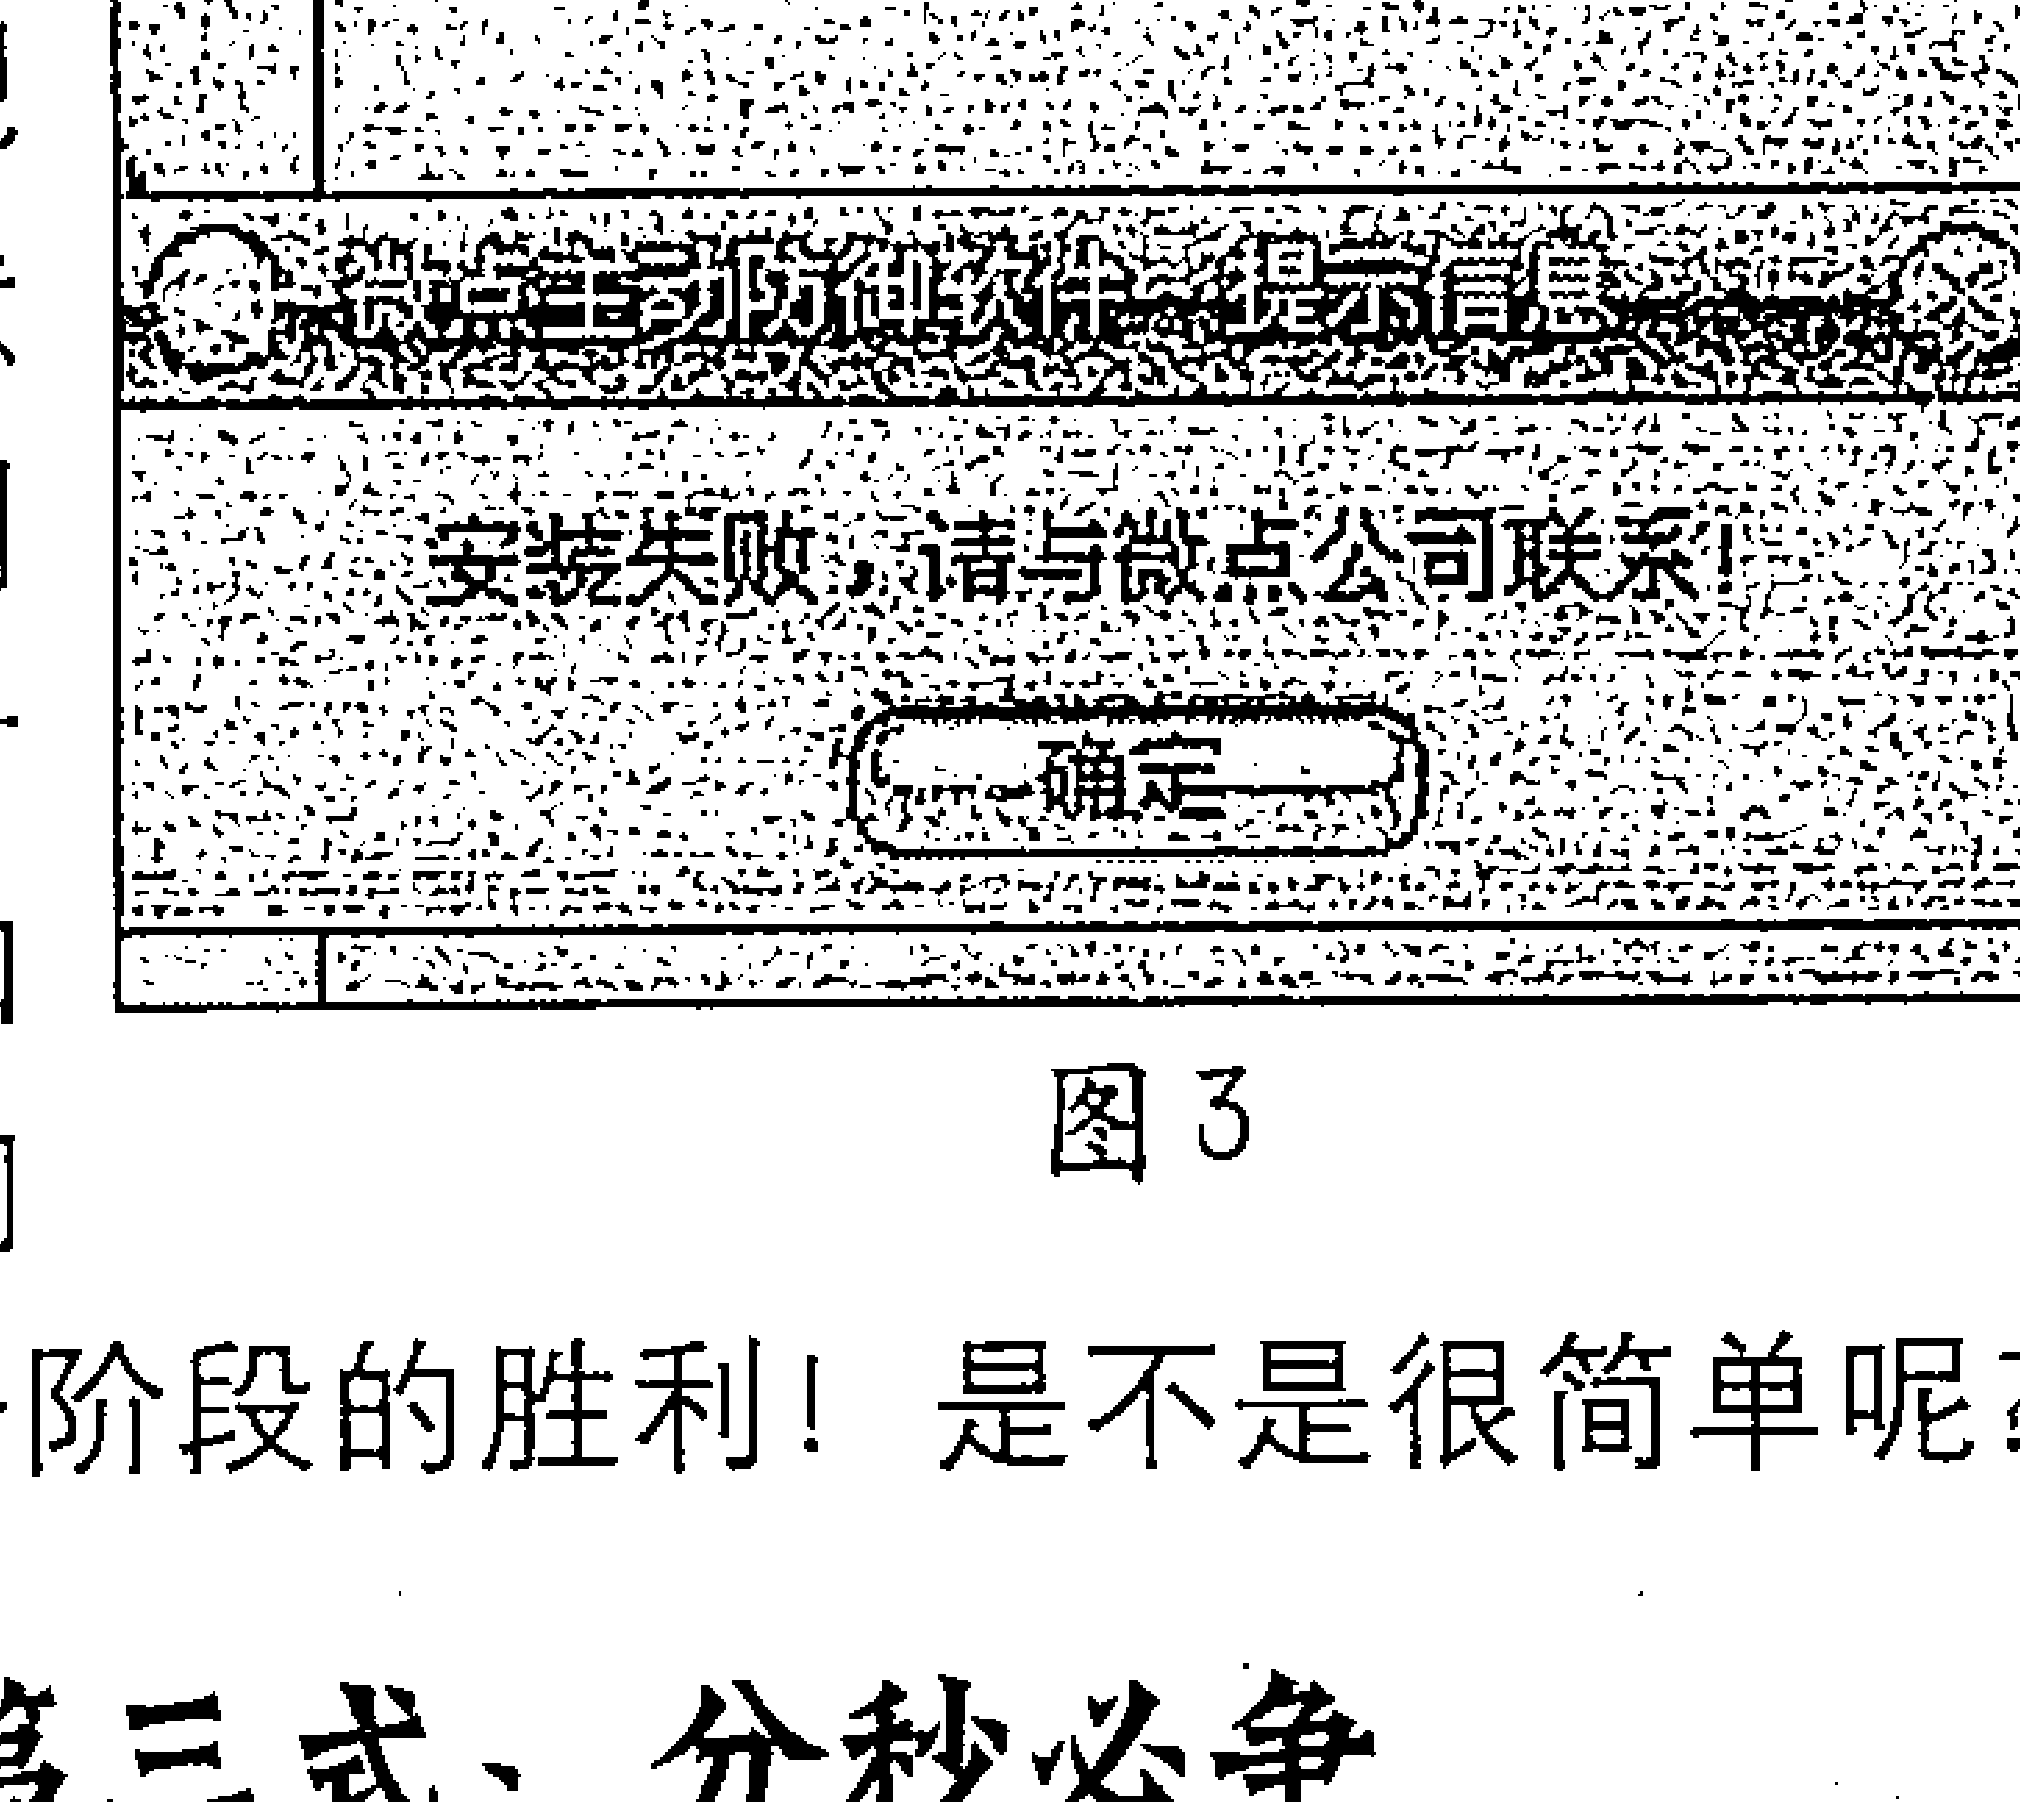 微点主动防御软件－提示信息
安装失败，请与微点公司联系!
确定
图 3
阶段的胜利！是不是很简单呢？
第三式、分秒必争